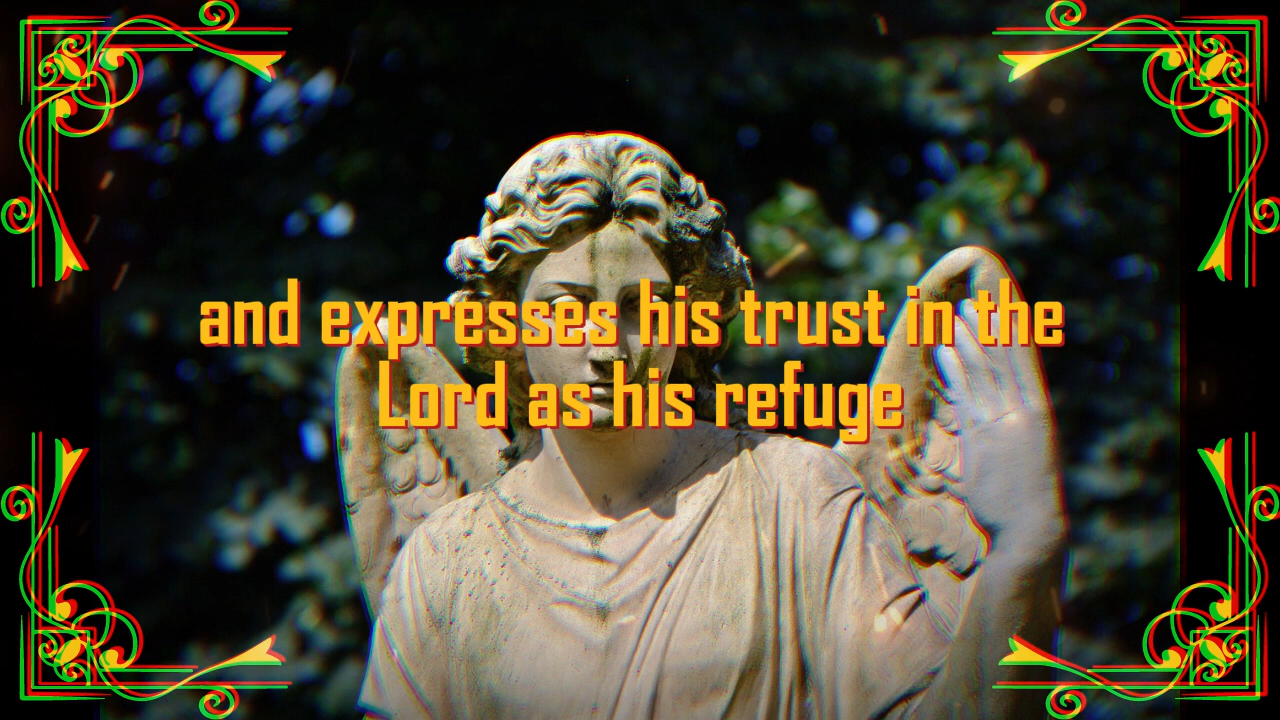 and expresses his trust in the
Lord as his refuge